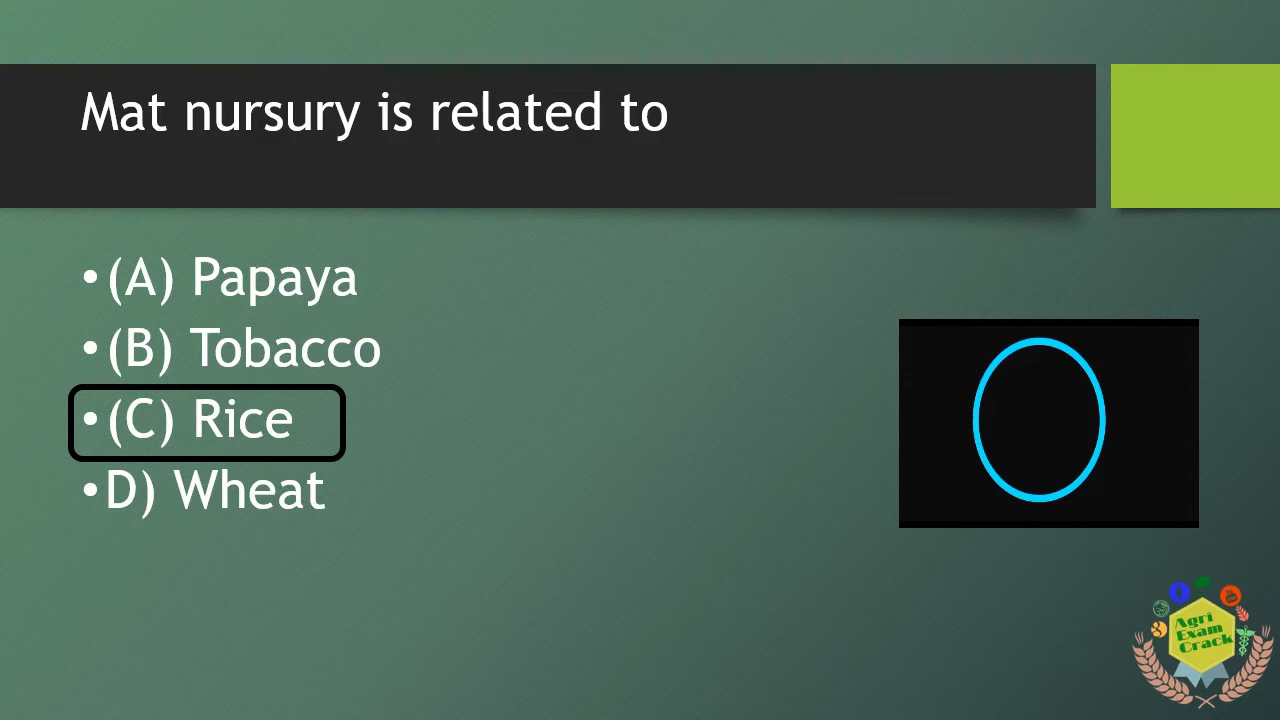 Mat nursury is related to
•(A) Papaya
•(B) Tobacco
•(C) Rice
•D) Wheat
Agri
Exam
Crack